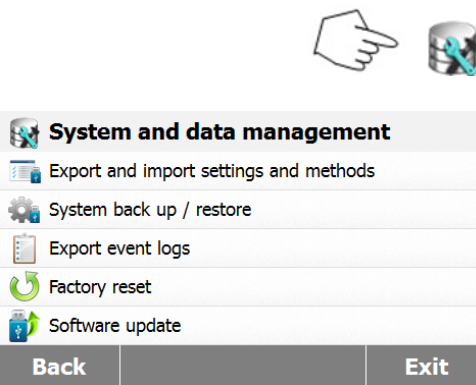 System and data management
Export and import settings and methods
System back up / restore
Export event logs
Factory reset
Software update
Back
Exit